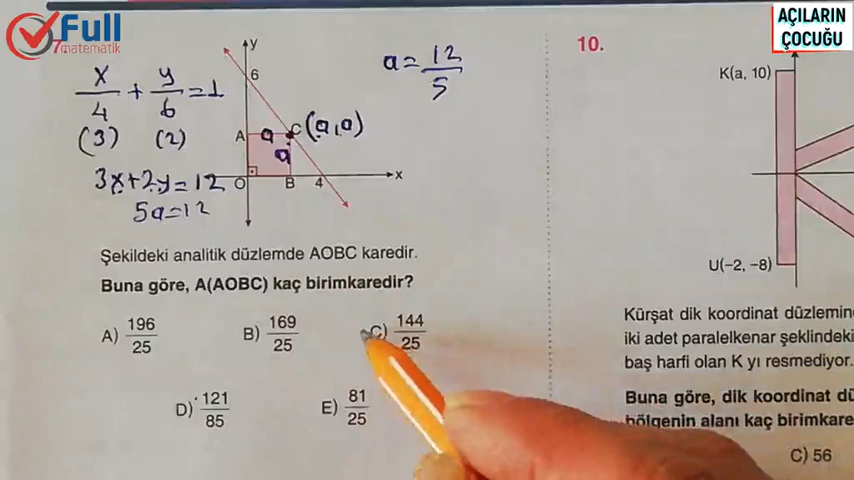 Full
7 matematik
AÇILARIN
ÇOCUĞU
x/4 + y/6 = 1
(3) (2)
3x+2y=12
5a=12
a = 12/5
y
6
A a C (a,a)
a
O B 4 x
Şekildeki analitik düzlemde AOBC karedir.
Buna göre, A(AOBC) kaç birimkaredir?
A) 196/25 B) 169/25 C) 144/25
D) 121/85 E) 81/25
10.
K(a, 10)
U(−2, −8)
Kürşat dik koordinat düzlemin
iki adet paralelkenar şeklindeki
baş harfi olan K yı resmediyor.
Buna göre, dik koordinat dü
bölgenin alanı kaç birimkare
C) 56